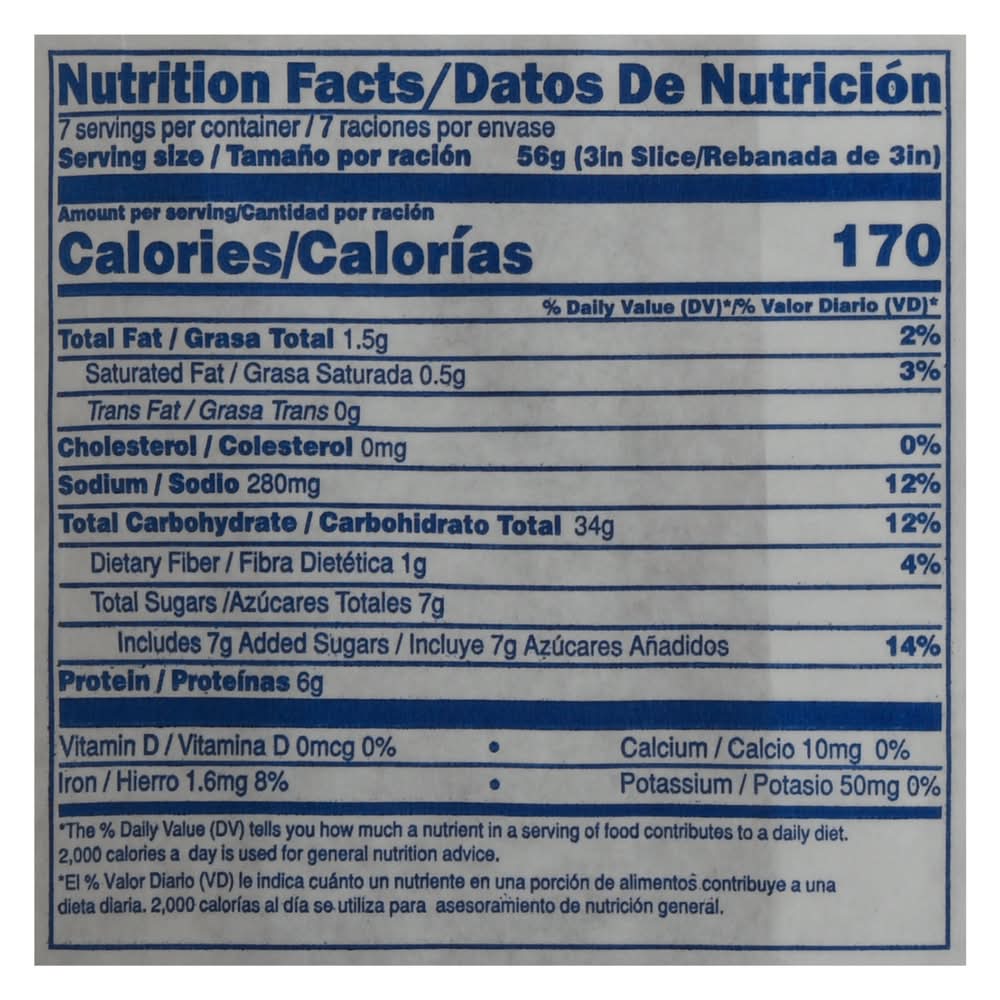 Nutrition Facts/Datos De Nutrición
7 servings per container / 7 raciones por envase
Serving size / Tamaño por ración 56g (3in Slice/Rebanada de 3in)
Amount per serving/Cantidad por ración
Calories/Calorías 170
% Daily Value (DV)*/% Valor Diario (VD)*
Total Fat / Grasa Total 1.5g 2%
Saturated Fat / Grasa Saturada 0.5g 3%
Trans Fat / Grasa Trans 0g
Cholesterol / Colesterol 0mg 0%
Sodium / Sodio 280mg 12%
Total Carbohydrate / Carbohidrato Total 34g 12%
Dietary Fiber / Fibra Dietética 1g 4%
Total Sugars /Azúcares Totales 7g
Includes 7g Added Sugars / Incluye 7g Azúcares Añadidos 14%
Protein / Proteínas 6g
Vitamin D / Vitamina D 0mcg 0% • Calcium / Calcio 10mg 0%
Iron / Hierro 1.6mg 8% • Potassium / Potasio 50mg 0%
*The % Daily Value (DV) tells you how much a nutrient in a serving of food contributes to a daily diet.
2,000 calories a day is used for general nutrition advice.
*El % Valor Diario (VD) le indica cuánto un nutriente en una porción de alimentos contribuye a una
dieta diaria. 2,000 calorías al día se utiliza para asesoramiento de nutrición general.